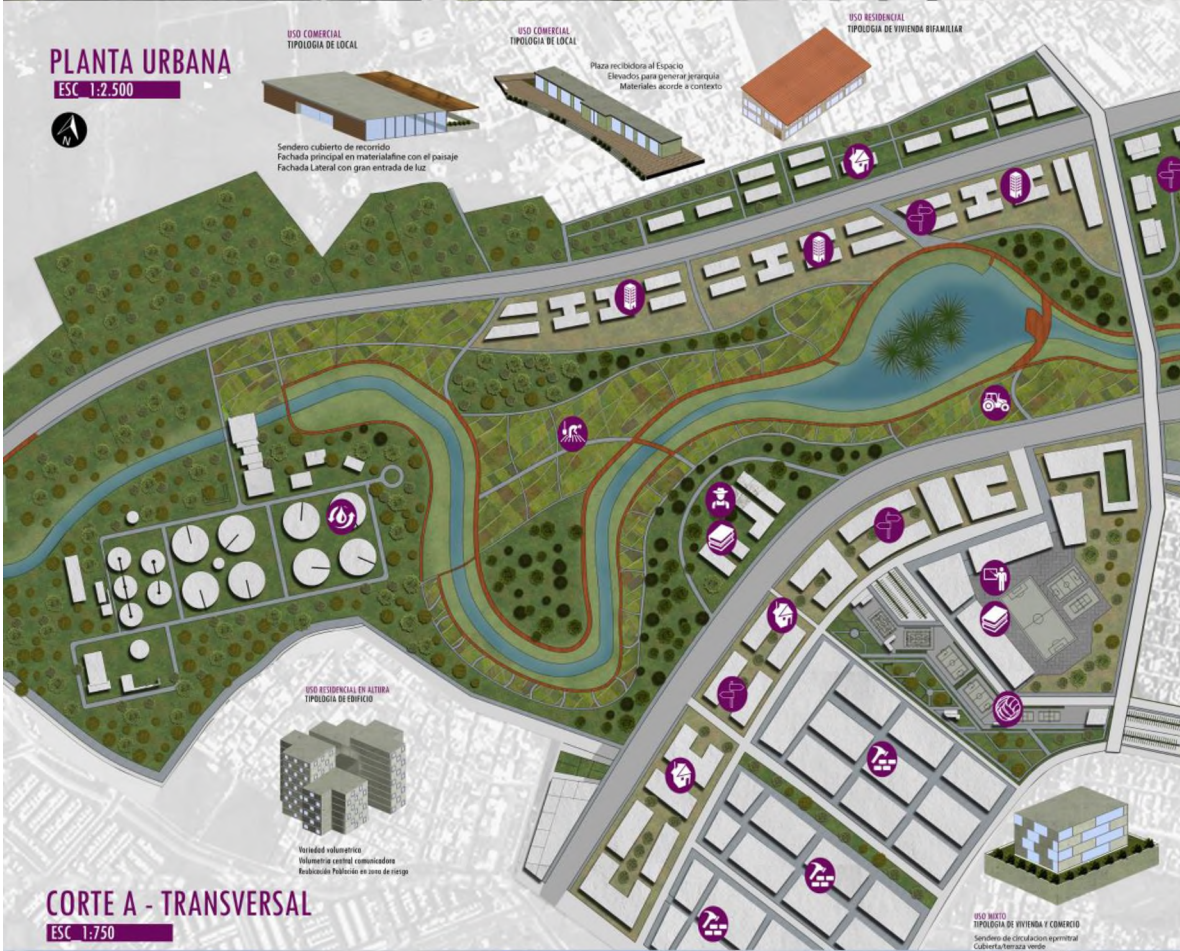 PLANTA URBANA
ESC 1:2.500
N
USO COMERCIAL
TIPOLOGIA DE LOCAL
Sendero cubierto de recorrido
Fachada principal en materialafine con el paisaje
Fachada Lateral con gran entrada de luz
USO COMERCIAL
TIPOLOGIA DE LOCAL
Plaza recibidora al Espacio
Elevados para generar jerarquia
Materiales acorde a contexto
USO RESIDENCIAL
TIPOLOGIA DE VIVIENDA BIFAMILIAR
USO RESIDENCIAL EN ALTURA
TIPOLOGIA DE EDIFICIO
Variedad volumetrica
Volumetria central comunicadora
Reubicación Población en zona de riesgo
USO MIXTO
TIPOLOGIA DE VIVIENDA Y COMERCIO
Sendero de circulacion eprmitral
Cubierta/terraza verde
CORTE A - TRANSVERSAL
ESC 1:750